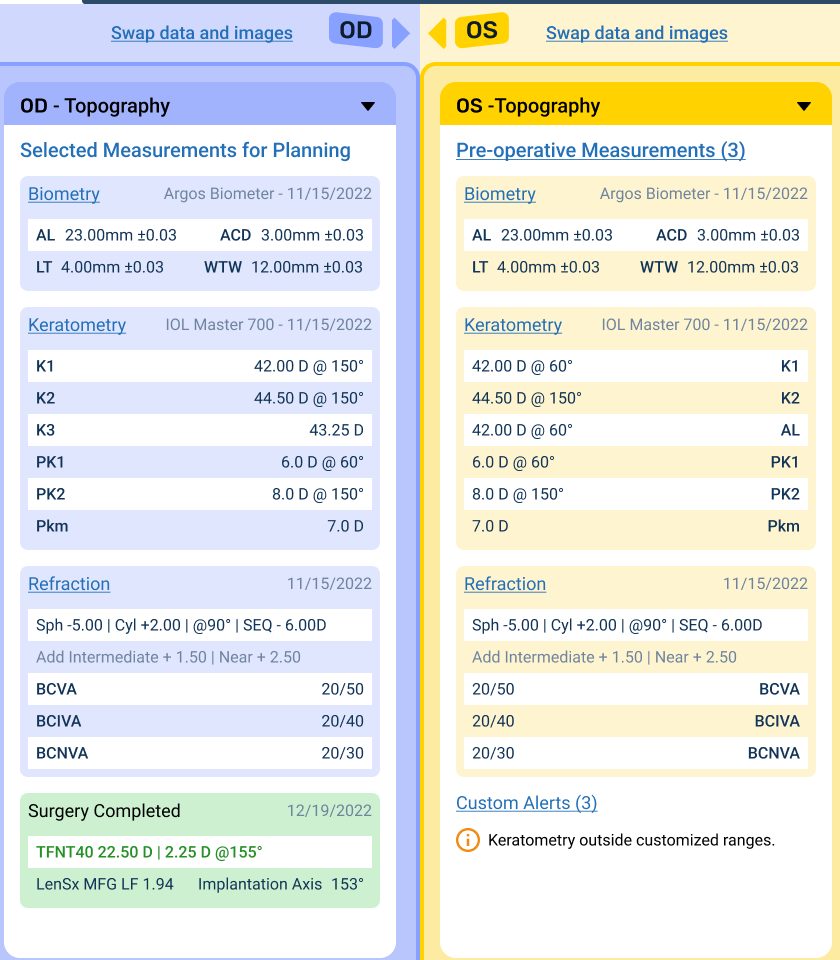 Swap data and images OD
OS Swap data and images
OD - Topography
Selected Measurements for Planning
Biometry Argos Biometer - 11/15/2022
AL 23.00mm ±0.03 ACD 3.00mm ±0.03
LT 4.00mm ±0.03 WTW 12.00mm ±0.03
Keratometry IOL Master 700 - 11/15/2022
K1 42.00 D @ 150°
K2 44.50 D @ 150°
K3 43.25 D
PK1 6.0 D @ 60°
PK2 8.0 D @ 150°
Pkm 7.0 D
Refraction 11/15/2022
Sph -5.00 | Cyl +2.00 | @90° | SEQ - 6.00D
Add Intermediate + 1.50 | Near + 2.50
BCVA 20/50
BCIVA 20/40
BCNVA 20/30
Surgery Completed 12/19/2022
TFNT40 22.50 D | 2.25 D @155°
LenSx MFG LF 1.94 Implantation Axis 153°
OS -Topography
Pre-operative Measurements (3)
Biometry Argos Biometer - 11/15/2022
AL 23.00mm ±0.03 ACD 3.00mm ±0.03
LT 4.00mm ±0.03 WTW 12.00mm ±0.03
Keratometry IOL Master 700 - 11/15/2022
42.00 D @ 60° K1
44.50 D @ 150° K2
42.00 D @ 60° AL
6.0 D @ 60° PK1
8.0 D @ 150° PK2
7.0 D Pkm
Refraction 11/15/2022
Sph -5.00 | Cyl +2.00 | @90° | SEQ - 6.00D
Add Intermediate + 1.50 | Near + 2.50
20/50 BCVA
20/40 BCIVA
20/30 BCNVA
Custom Alerts (3)
Keratometry outside customized ranges.